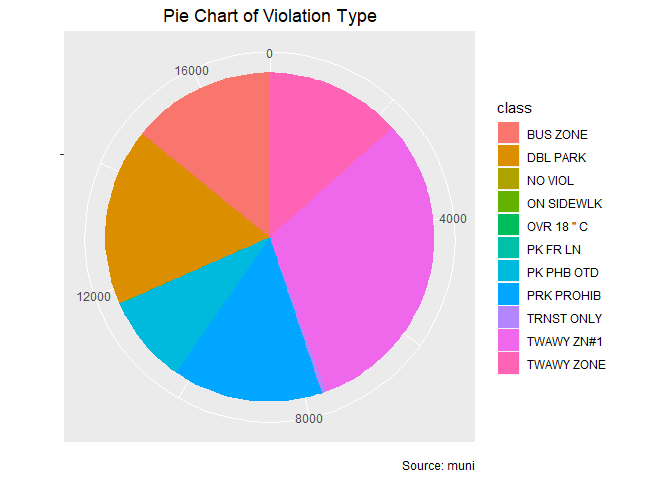 Pie Chart of Violation Type
0
16000
4000
12000
8000
class
BUS ZONE
DBL PARK
NO VIOL
ON SIDEWLK
OVR 18 " C
PK FR LN
PK PHB OTD
PRK PROHIB
TRNST ONLY
TWAWY ZN#1
TWAWY ZONE
Source: muni